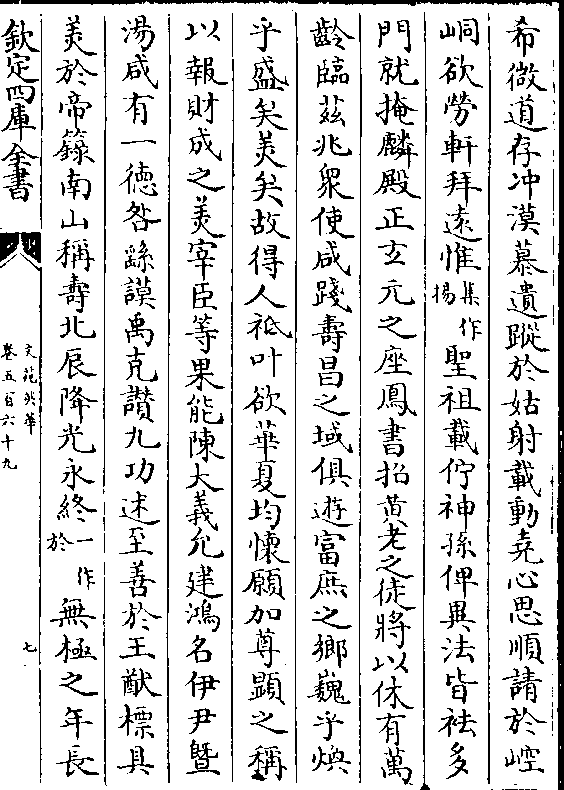 希微道存冲漠慕遺蹤於姑射載動堯心思順請於崆
峒欲勞軒拜遠惟集作揚聖祖載佇神孫俾異法皆祛多
門就掩麟殿正玄元之座鳳書招黄老之徒將以休有萬
齡臨茲兆衆使咸踐壽昌之域俱遊富庶之鄉巍乎煥
乎盛矣美矣故得人祗叶欲華夏均懷願加尊顯之稱
以報財成之美宰臣等果能陳大義允建鴻名伊尹暨
湯咸有一徳咎繇謨禹克讚九功述至善於王猷標具
美於帝籙南山稱壽北辰降光永終一作於無極之年長
欽定四庫全書
文苑英華
卷五百六十九
七